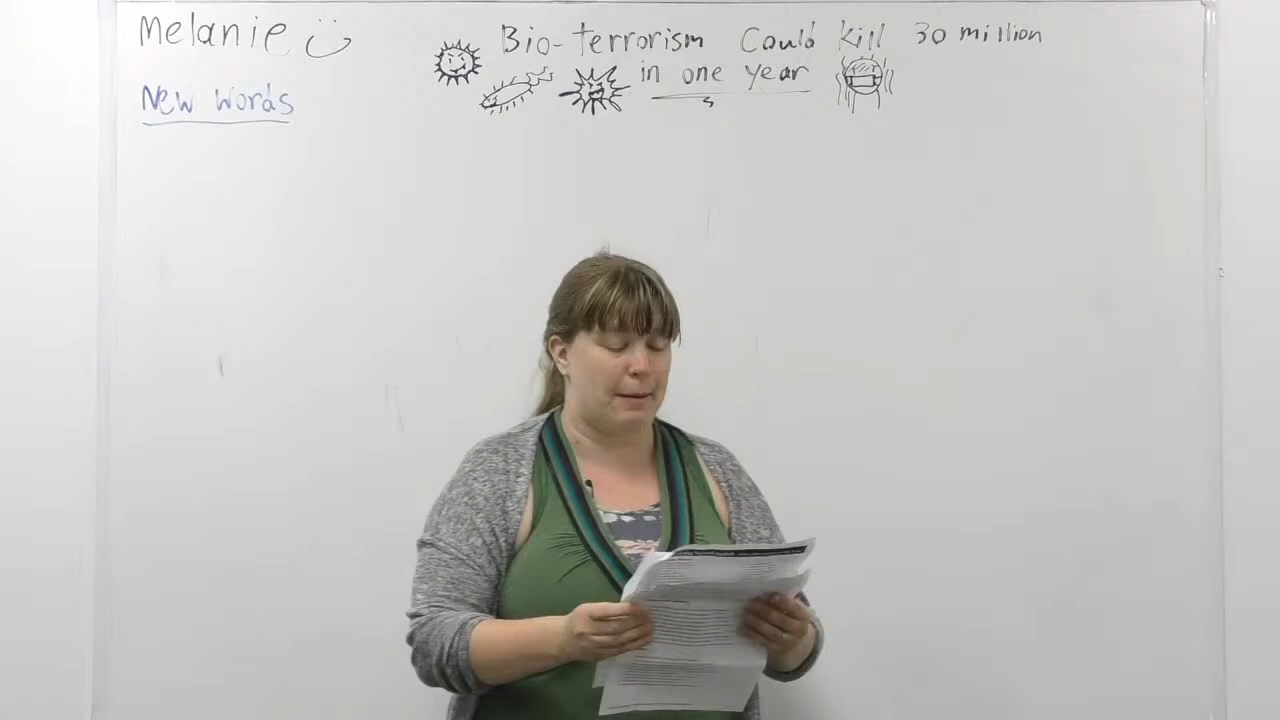 Melanie
Bio-terrorism Could kill 30 million
in one year
New Words